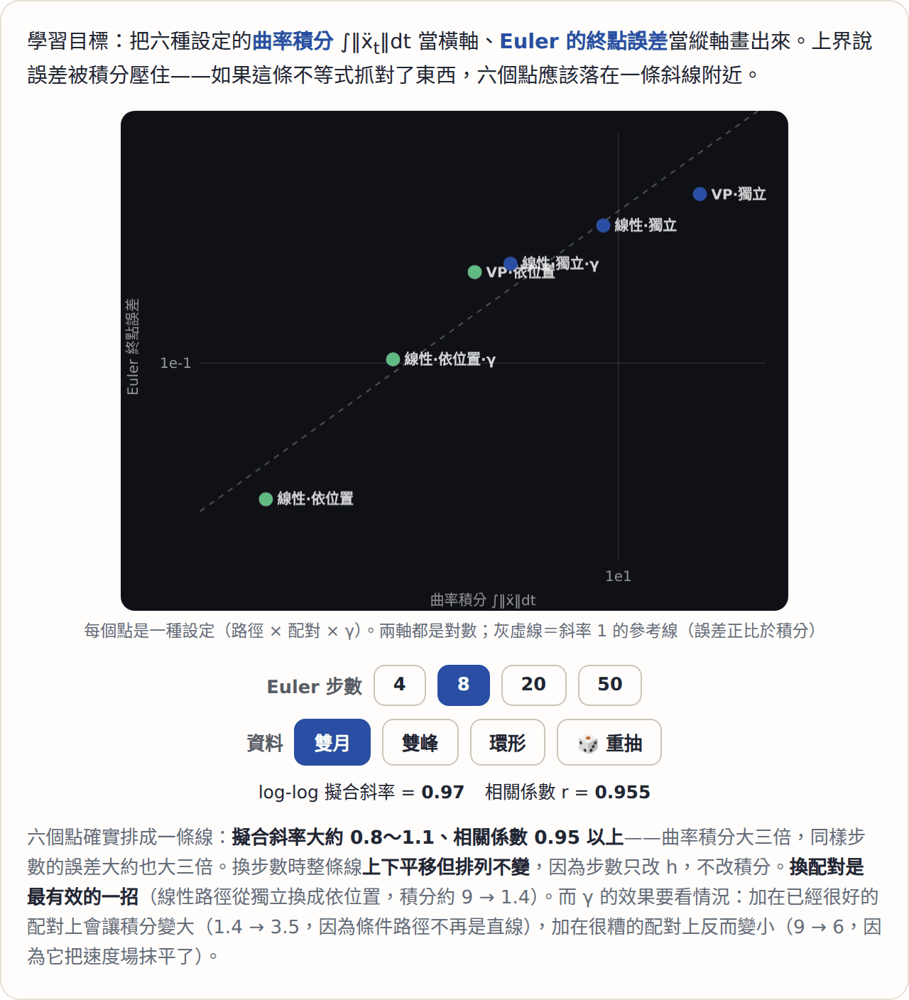 學習目標：把六種設定的曲率積分 ∫‖ẍt‖dt 當橫軸、Euler 的終點誤差當縱軸畫出來。上界說
誤差被積分壓住——如果這條不等式抓對了東西，六個點應該落在一條斜線附近。
VP·獨立
線性·獨立
線性·獨立·γ
VP·依位置
Euler 終點誤差
1e-1
線性·依位置·γ
線性·依位置
1e1
曲率積分 ∫‖ẍ‖dt
每個點是一種設定（路徑 × 配對 × γ）。兩軸都是對數；灰虛線＝斜率 1 的參考線（誤差正比於積分）
Euler 步數 4 8 20 50
資料 雙月 雙峰 環形 🎲 重抽
log-log 擬合斜率 = 0.97 相關係數 r = 0.955
六個點確實排成一條線：擬合斜率大約 0.8～1.1、相關係數 0.95 以上——曲率積分大三倍，同樣步
數的誤差大約也大三倍。換步數時整條線上下平移但排列不變，因為步數只改 h，不改積分。換配對是
最有效的一招（線性路徑從獨立換成依位置，積分約 9 → 1.4）。而 γ 的效果要看情況：加在已經很好的
配對上會讓積分變大（1.4 → 3.5，因為條件路徑不再是直線），加在很糟的配對上反而變小（9 → 6，因
為它把速度場抹平了）。